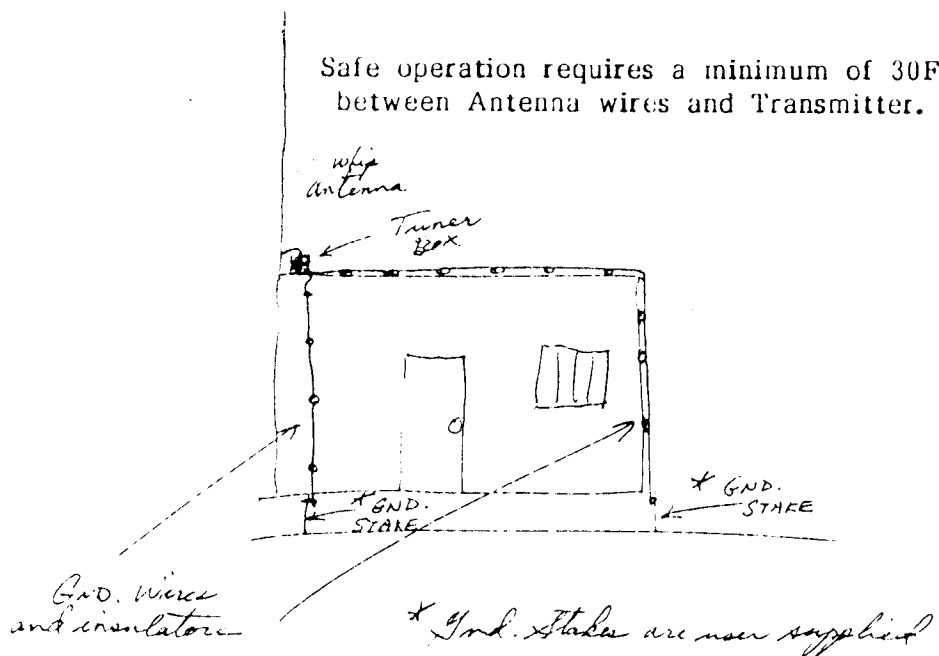 Safe operation requires a minimum of 30F
between Antenna wires and Transmitter.
whip
antenna.
Tuner
Box.
* GND.
STAKE
* GND.
STAKE
GND. Wires
and insulators
* Gnd. Stakes are user supplied